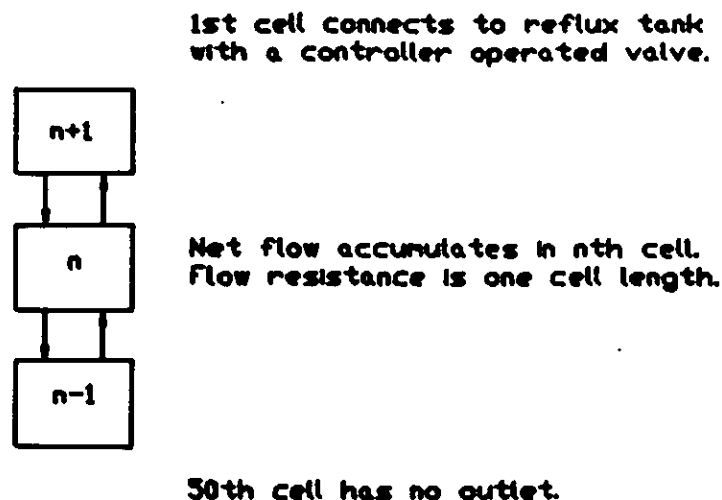 1st cell connects to reflux tank
with a controller operated valve.
n+1
n
Net flow accumulates in nth cell.
Flow resistance is one cell length.
n-1
50th cell has no outlet.